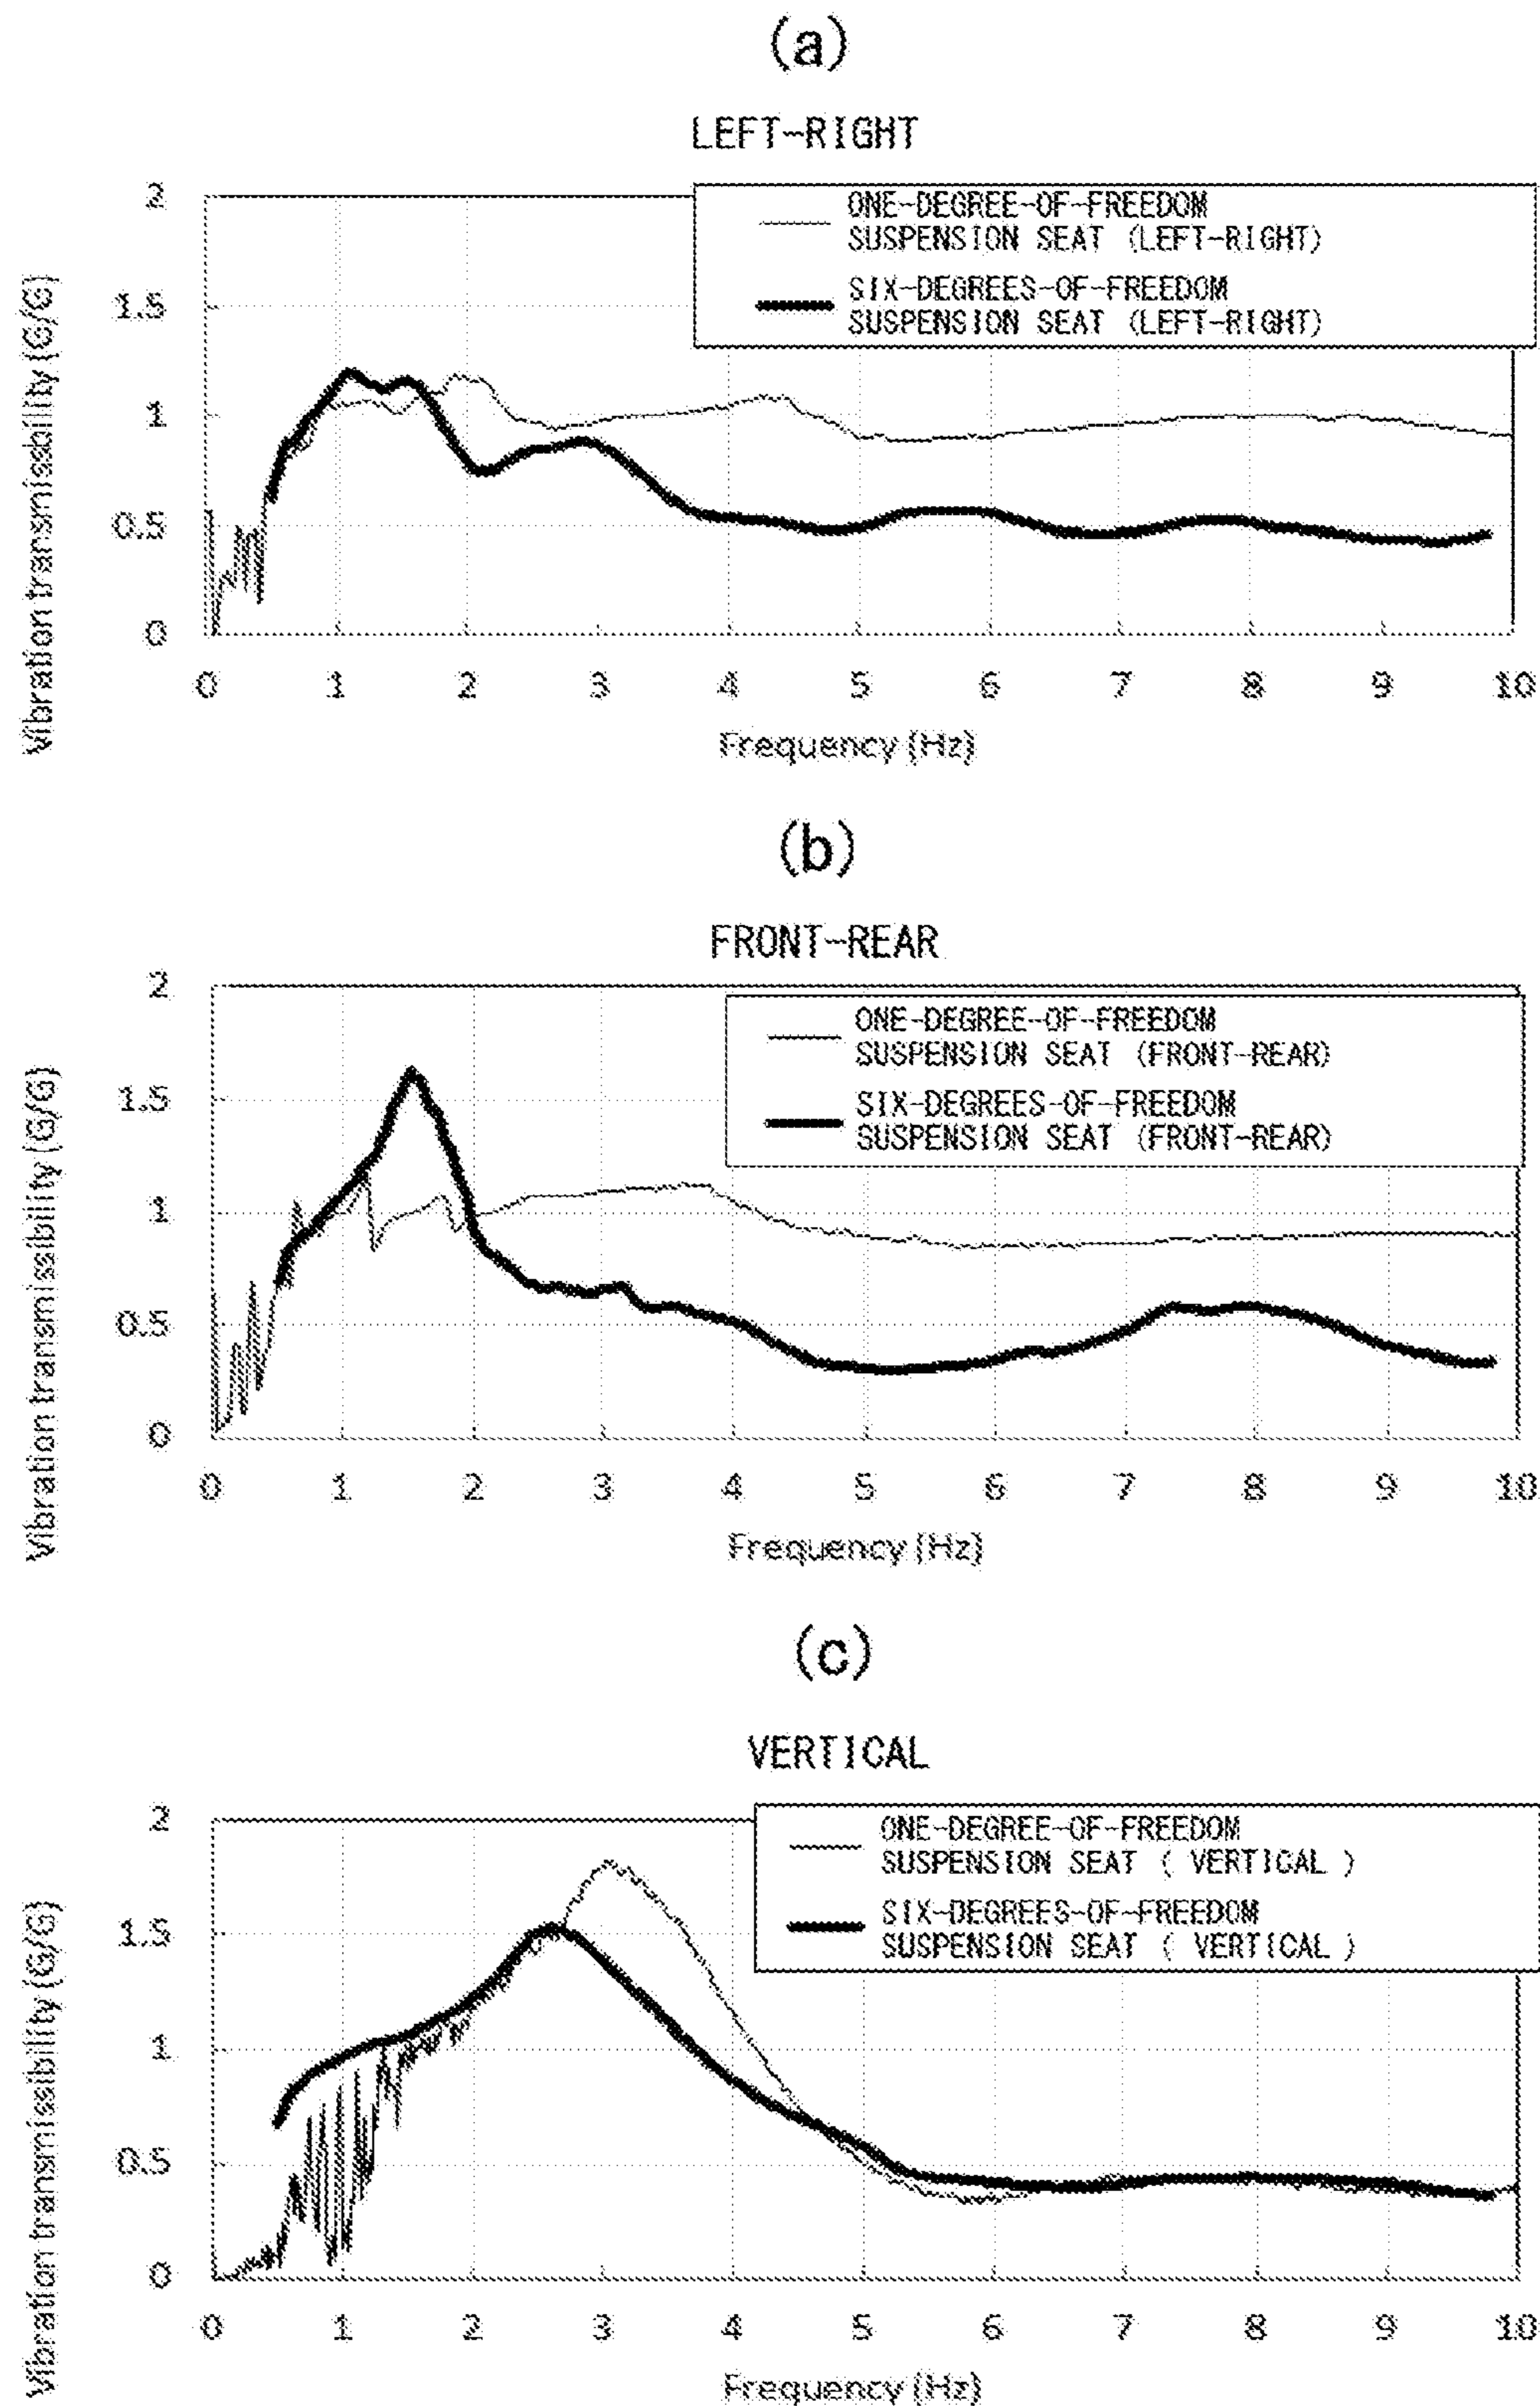 (a)
LEFT-RIGHT
ONE-DEGREE-OF-FREEDOM
SUSPENSION SEAT (LEFT-RIGHT)
SIX-DEGREES-OF-FREEDOM
SUSPENSION SEAT (LEFT-RIGHT)
Vibration transmissbility (G/G)
2
1.5
1
0.5
0
0 1 2 3 4 5 6 7 8 9 10
Frequency (Hz)
(b)
FRONT-REAR
ONE-DEGREE-OF-FREEDOM
SUSPENSION SEAT (FRONT-REAR)
SIX-DEGREES-OF-FREEDOM
SUSPENSION SEAT (FRONT-REAR)
Vibration transmissibility (G/G)
2
1.5
1
0.5
0
0 1 2 3 4 5 6 7 8 9 10
Frequency (Hz)
(c)
VERTICAL
ONE-DEGREE-OF-FREEDOM
SUSPENSION SEAT ( VERTICAL )
SIX-DEGREES-OF-FREEDOM
SUSPENSION SEAT ( VERTICAL )
Vibration transmissibility (G/G)
2
1.5
1
0.5
0
0 1 2 3 4 5 6 7 8 9 10
Frequency (Hz)